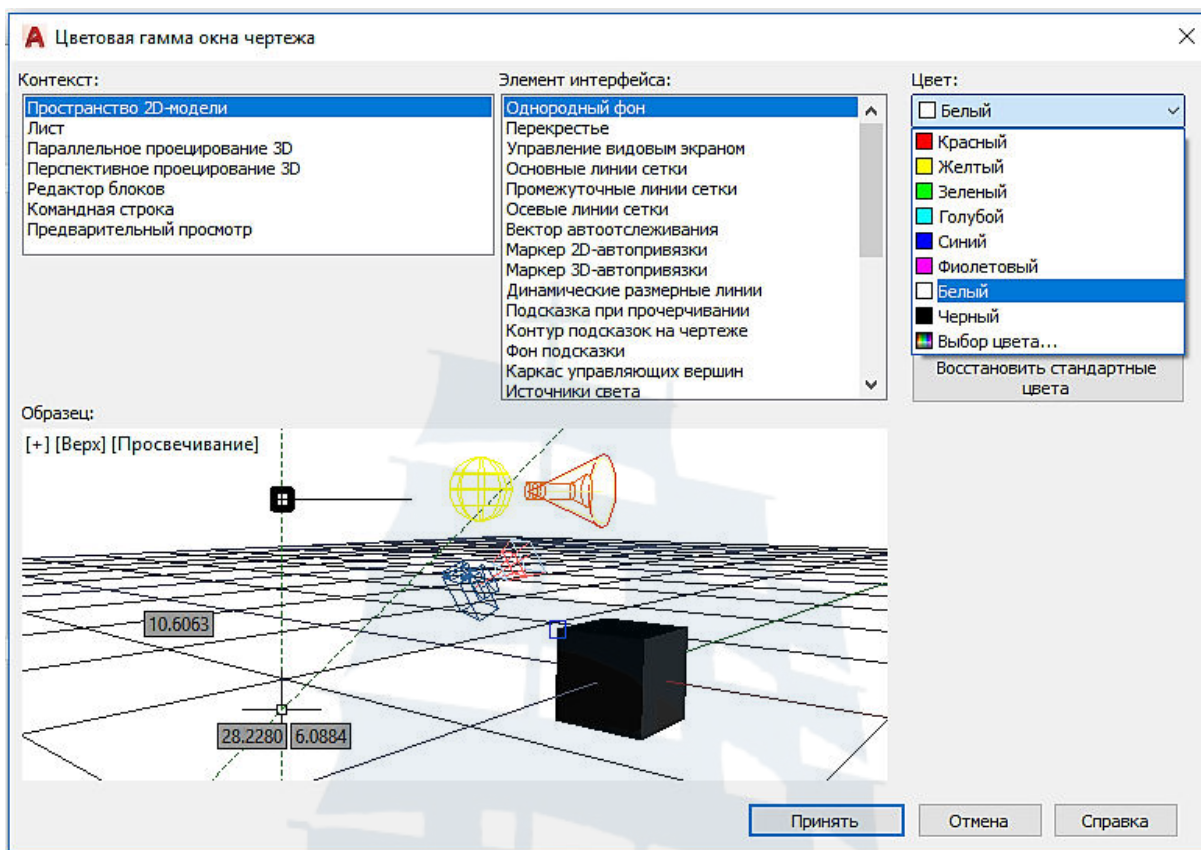 Цветовая гамма окна чертежа
Контекст:
Пространство 2D-модели
Лист
Параллельное проецирование 3D
Перспективное проецирование 3D
Редактор блоков
Командная строка
Предварительный просмотр
Элемент интерфейса:
Однородный фон
Перекрестье
Управление видовым экраном
Основные линии сетки
Промежуточные линии сетки
Осевые линии сетки
Вектор автоотслеживания
Маркер 2D-автопривязки
Маркер 3D-автопривязки
Динамические размерные линии
Подсказка при прочерчивании
Контур подсказок на чертеже
Фон подсказки
Каркас управляющих вершин
Источники света
Цвет:
Белый
Красный
Желтый
Зеленый
Голубой
Синий
Фиолетовый
Белый
Черный
Выбор цвета...
Восстановить стандартные
цвета
Образец:
[+] [Верх] [Просвечивание]
10.6063
28.2280 6.0884
Принять Отмена Справка